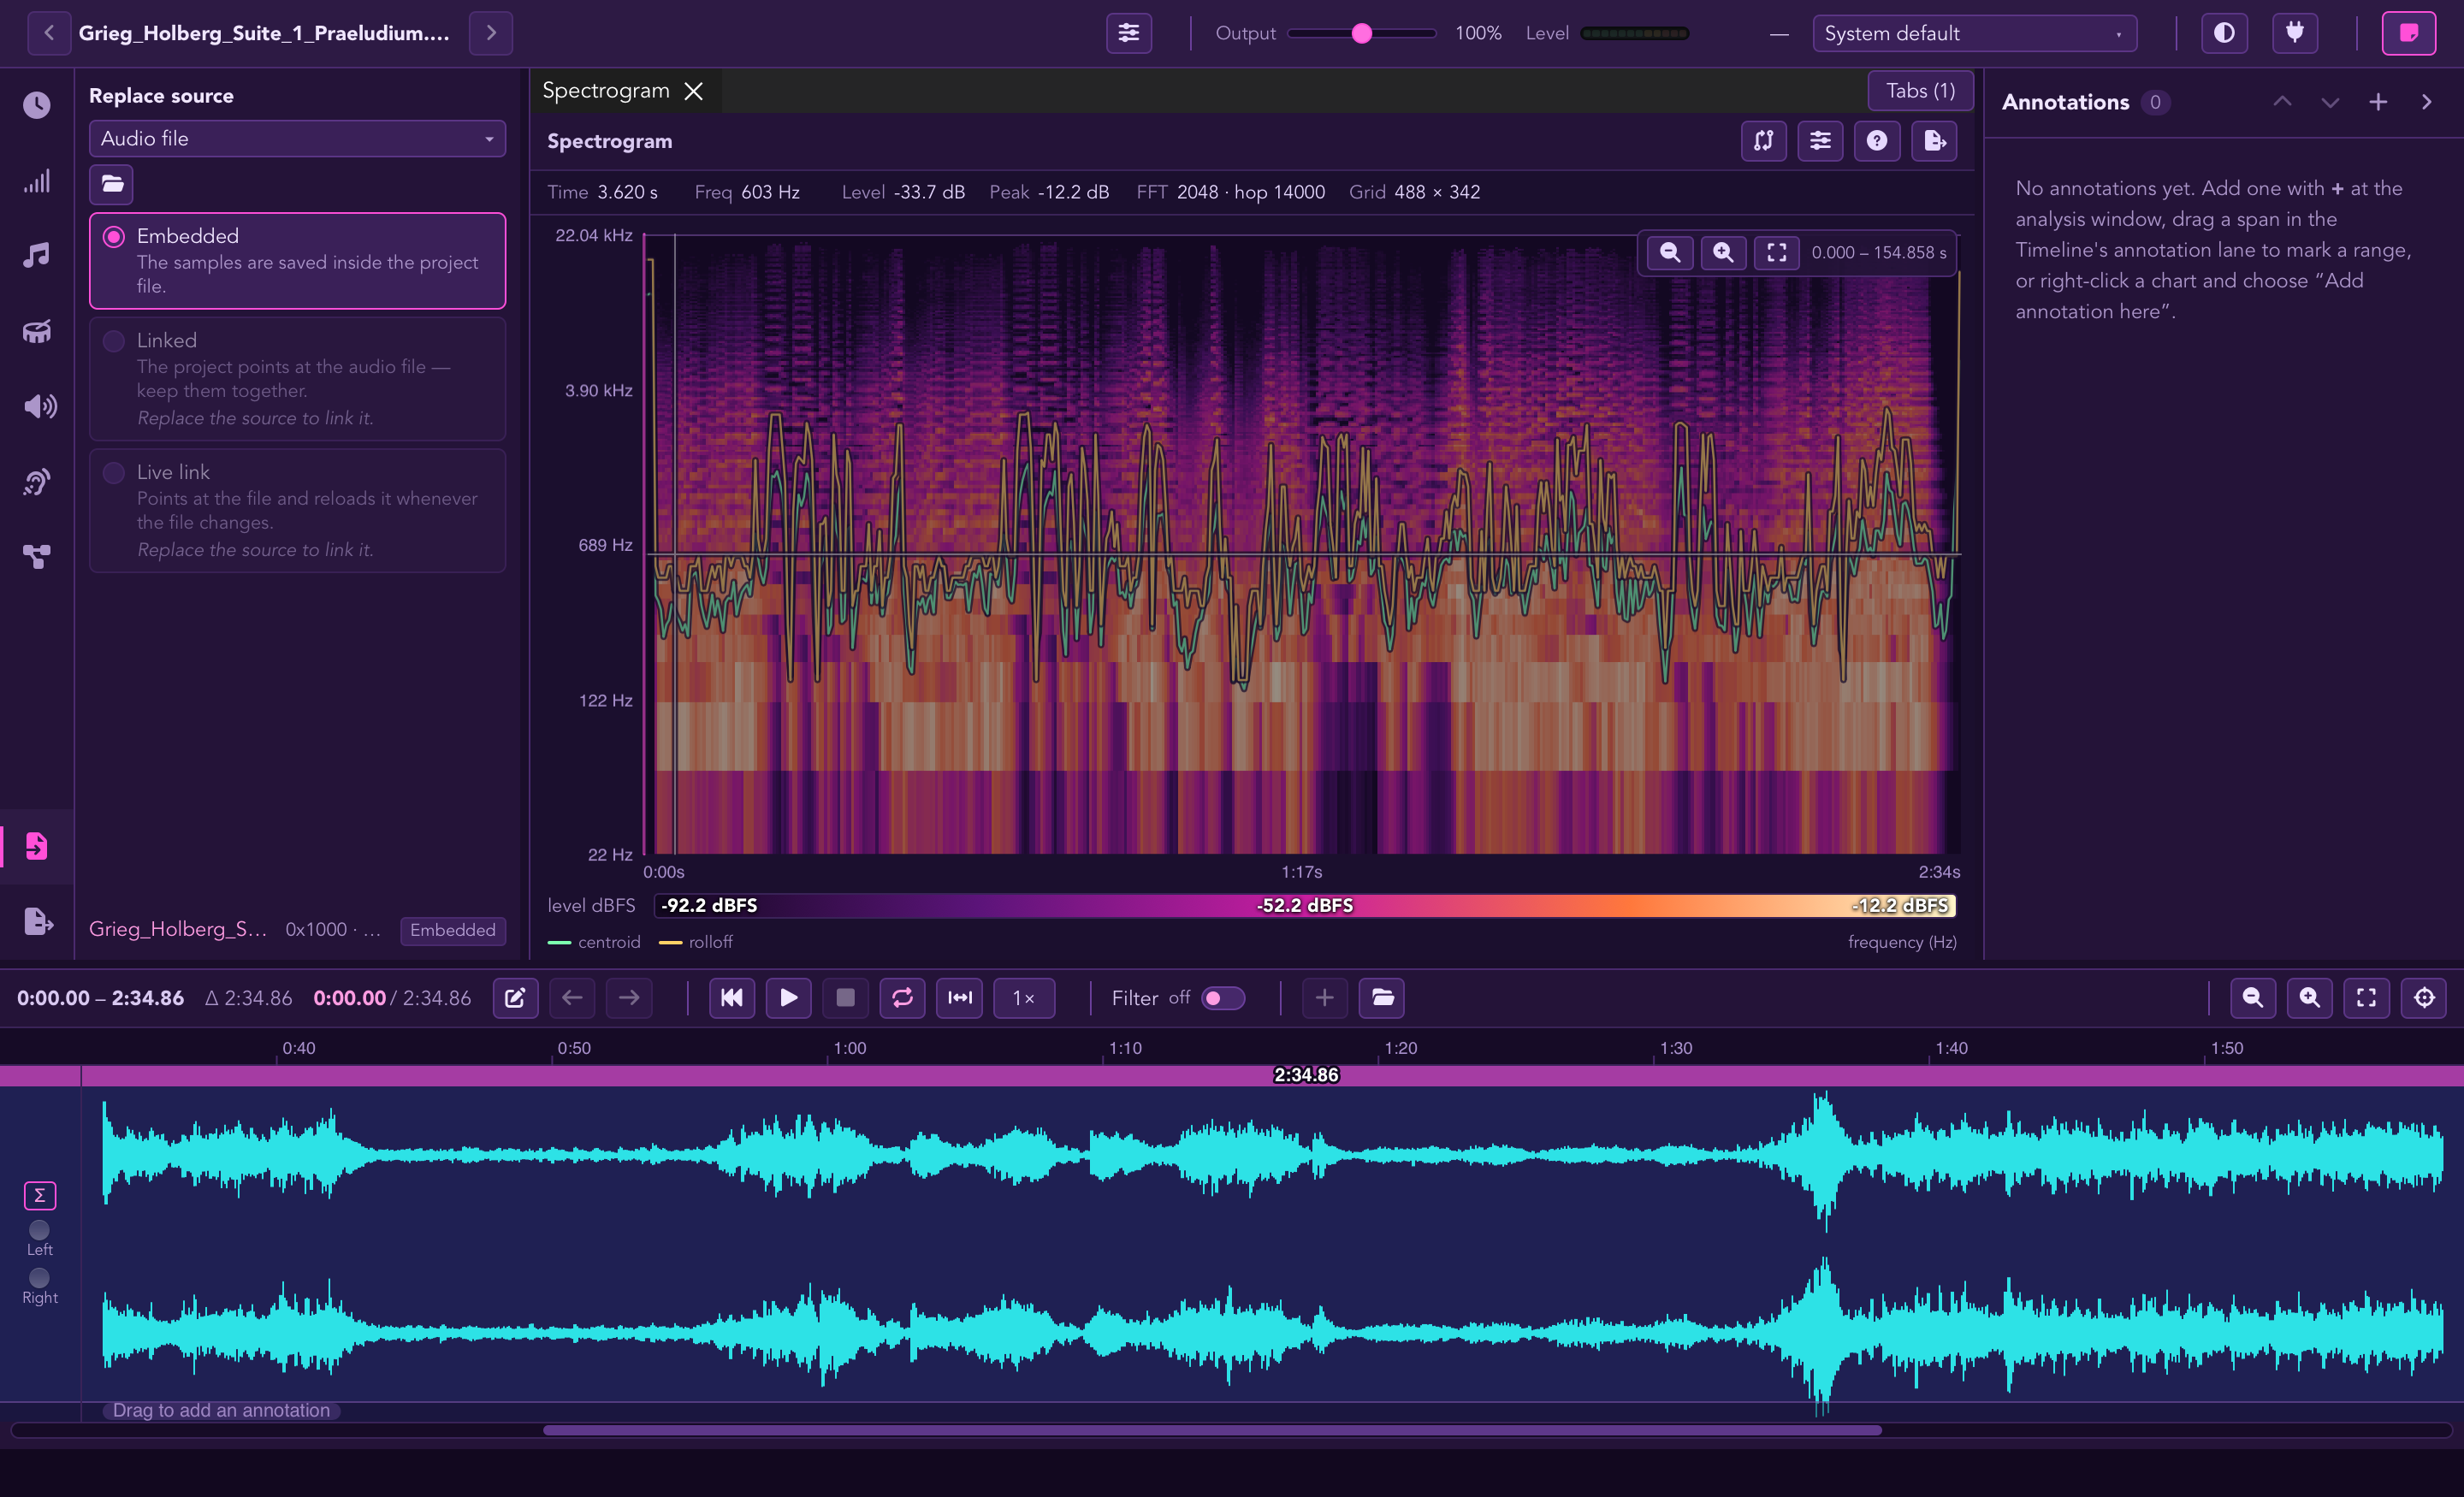 Grieg_Holberg_Suite_1_Praeludium....
Output 100% Level — System default
Replace source
Audio file
Embedded
The samples are saved inside the project
file.
Linked
The project points at the audio file —
keep them together.
Replace the source to link it.
Live link
Points at the file and reloads it whenever
the file changes.
Replace the source to link it.
Grieg_Holberg_S... 0x1000 · ... Embedded
Spectrogram
Tabs (1)
Spectrogram
Time 3.620 s Freq 603 Hz Level -33.7 dB Peak -12.2 dB FFT 2048 · hop 14000 Grid 488 × 342
22.04 kHz
0.000 – 154.858 s
3.90 kHz
689 Hz
122 Hz
22 Hz
0:00s 1:17s 2:34s
level dBFS -92.2 dBFS -52.2 dBFS -12.2 dBFS
centroid rolloff frequency (Hz)
Annotations 0
No annotations yet. Add one with + at the
analysis window, drag a span in the
Timeline's annotation lane to mark a range,
or right-click a chart and choose “Add
annotation here”.
0:00.00 – 2:34.86 Δ 2:34.86 0:00.00 / 2:34.86 1× Filter off
0:40 0:50 1:00 1:10 1:20 1:30 1:40 1:50
2:34.86
Σ
Left
Right
Drag to add an annotation